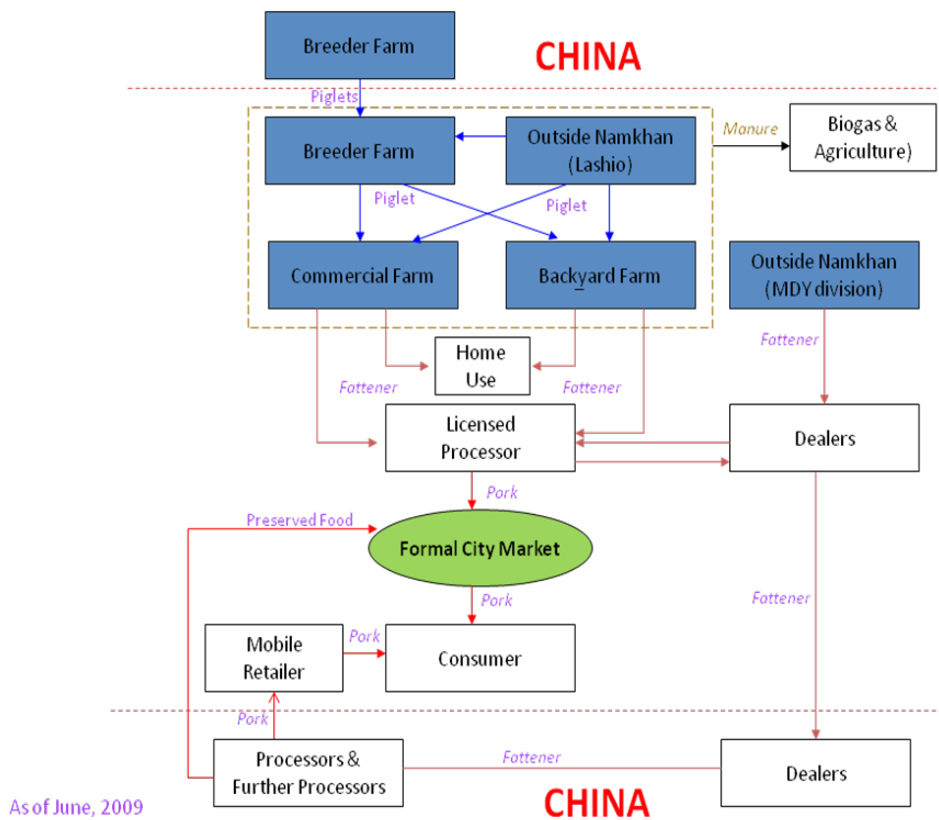 Breeder Farm
CHINA
Piglets
Breeder Farm
Outside Namkhan
(Lashio)
Manure
Biogas &
Agriculture)
Piglet
Piglet
Commercial Farm
Backyard Farm
Outside Namkhan
(MDY division)
Home
Use
Fattener
Fattener
Fattener
Licensed
Processor
Dealers
Pork
Preserved Food
Formal City Market
Pork
Fattener
Mobile
Retailer
Pork
Consumer
Pork
Processors &
Further Processors
Fattener
Dealers
CHINA
As of June, 2009